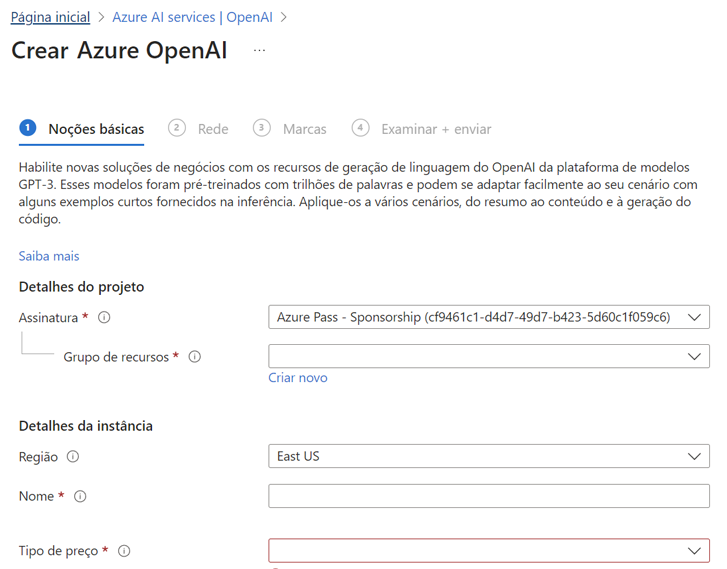 Página inicial > Azure AI services | OpenAI >
Crear Azure OpenAI ...
1 Noções básicas 2 Rede 3 Marcas 4 Examinar + enviar
Habilite novas soluções de negócios com os recursos de geração de linguagem do OpenAI da plataforma de modelos
GPT-3. Esses modelos foram pré-treinados com trilhões de palavras e podem se adaptar facilmente ao seu cenário com
alguns exemplos curtos fornecidos na inferência. Aplique-os a vários cenários, do resumo ao conteúdo e à geração do
código.
Saiba mais
Detalhes do projeto
Assinatura * Azure Pass - Sponsorship (cf9461c1-d4d7-49d7-b423-5d60c1f059c6)
Grupo de recursos *
Criar novo
Detalhes da instância
Região East US
Nome *
Tipo de preço *